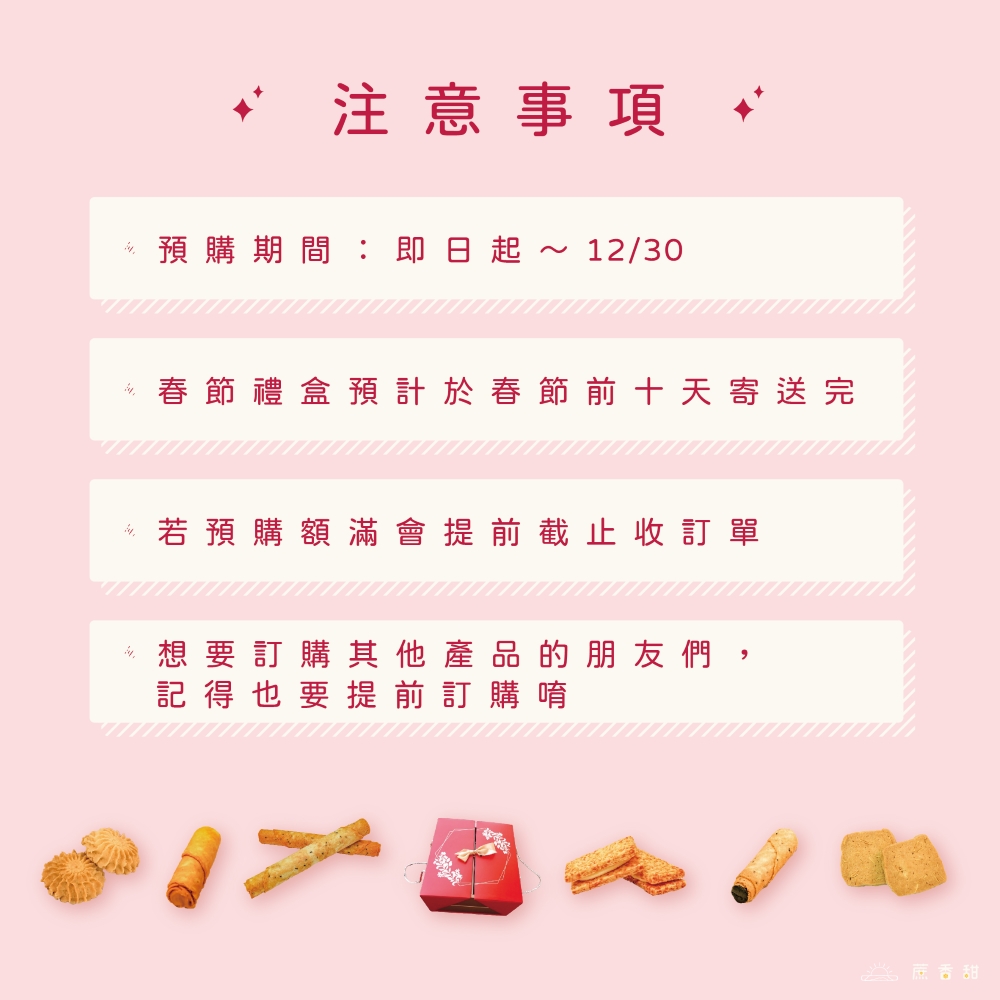 注意事項
預購期間：即日起～12/30
春節禮盒預計於春節前十天寄送完
若預購額滿會提前截止收訂單
想要訂購其他產品的朋友們，
記得也要提前訂購唷
蔗香甜